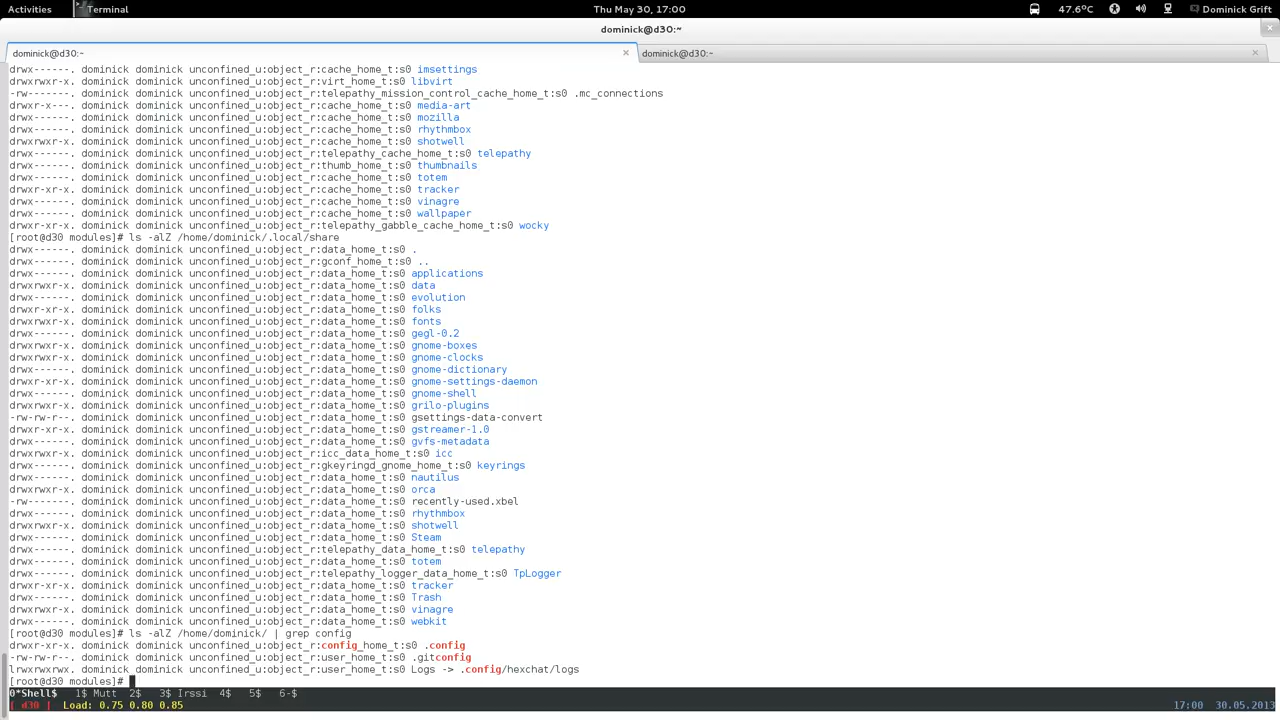 Activities Terminal Thu May 30, 17:00 47.6ºC Dominick Grift
dominick@d30:~
dominick@d30:~ dominick@d30:~
drwx------. dominick dominick unconfined_u:object_r:cache_home_t:s0 imsettings
drwxrwxr-x. dominick dominick unconfined_u:object_r:virt_home_t:s0 libvirt
-rw-------. dominick dominick unconfined_u:object_r:telepathy_mission_control_cache_home_t:s0 .mc_connections
drwxr-x---. dominick dominick unconfined_u:object_r:cache_home_t:s0 media-art
drwx------. dominick dominick unconfined_u:object_r:cache_home_t:s0 mozilla
drwxr-xr-x. dominick dominick unconfined_u:object_r:cache_home_t:s0 rhythmbox
drwxrwxr-x. dominick dominick unconfined_u:object_r:cache_home_t:s0 shotwell
drwx------. dominick dominick unconfined_u:object_r:telepathy_cache_home_t:s0 telepathy
drwx------. dominick dominick unconfined_u:object_r:thumb_home_t:s0 thumbnails
drwx------. dominick dominick unconfined_u:object_r:cache_home_t:s0 totem
drwxr-xr-x. dominick dominick unconfined_u:object_r:cache_home_t:s0 tracker
drwx------. dominick dominick unconfined_u:object_r:cache_home_t:s0 vinagre
drwxrwxr-x. dominick dominick unconfined_u:object_r:cache_home_t:s0 wallpaper
drwxr-xr-x. dominick dominick unconfined_u:object_r:telepathy_gabble_cache_home_t:s0 wocky
[root@d30 modules]# ls -alZ /home/dominick/.local/share
drwx------. dominick dominick unconfined_u:object_r:data_home_t:s0 .
drwx------. dominick dominick unconfined_u:object_r:gconf_home_t:s0 ..
drwx------. dominick dominick unconfined_u:object_r:data_home_t:s0 applications
drwxrwxr-x. dominick dominick unconfined_u:object_r:data_home_t:s0 data
drwx------. dominick dominick unconfined_u:object_r:data_home_t:s0 evolution
drwxr-xr-x. dominick dominick unconfined_u:object_r:data_home_t:s0 folks
drwxrwxr-x. dominick dominick unconfined_u:object_r:data_home_t:s0 fonts
drwx------. dominick dominick unconfined_u:object_r:data_home_t:s0 gegl-0.2
drwxrwxr-x. dominick dominick unconfined_u:object_r:data_home_t:s0 gnome-boxes
drwxrwxr-x. dominick dominick unconfined_u:object_r:data_home_t:s0 gnome-clocks
drwx------. dominick dominick unconfined_u:object_r:data_home_t:s0 gnome-dictionary
drwxr-xr-x. dominick dominick unconfined_u:object_r:data_home_t:s0 gnome-settings-daemon
drwx------. dominick dominick unconfined_u:object_r:data_home_t:s0 gnome-shell
drwxrwxr-x. dominick dominick unconfined_u:object_r:data_home_t:s0 grilo-plugins
-rw-rw-r--. dominick dominick unconfined_u:object_r:data_home_t:s0 gsettings-data-convert
drwxr-xr-x. dominick dominick unconfined_u:object_r:data_home_t:s0 gstreamer-1.0
drwx------. dominick dominick unconfined_u:object_r:data_home_t:s0 gvfs-metadata
drwxrwxr-x. dominick dominick unconfined_u:object_r:icc_data_home_t:s0 icc
drwx------. dominick dominick unconfined_u:object_r:gkeyringd_gnome_home_t:s0 keyrings
drwx------. dominick dominick unconfined_u:object_r:data_home_t:s0 nautilus
drwxrwxr-x. dominick dominick unconfined_u:object_r:data_home_t:s0 orca
-rw-------. dominick dominick unconfined_u:object_r:data_home_t:s0 recently-used.xbel
drwxr-xr-x. dominick dominick unconfined_u:object_r:data_home_t:s0 rhythmbox
drwxrwxr-x. dominick dominick unconfined_u:object_r:data_home_t:s0 shotwell
drwx------. dominick dominick unconfined_u:object_r:data_home_t:s0 Steam
drwx------. dominick dominick unconfined_u:object_r:telepathy_data_home_t:s0 telepathy
drwx------. dominick dominick unconfined_u:object_r:data_home_t:s0 totem
drwx------. dominick dominick unconfined_u:object_r:telepathy_logger_data_home_t:s0 TpLogger
drwxr-xr-x. dominick dominick unconfined_u:object_r:data_home_t:s0 tracker
drwx------. dominick dominick unconfined_u:object_r:data_home_t:s0 Trash
drwxrwxr-x. dominick dominick unconfined_u:object_r:data_home_t:s0 vinagre
drwx------. dominick dominick unconfined_u:object_r:data_home_t:s0 webkit
[root@d30 modules]# ls -alZ /home/dominick/ | grep config
drwxr-xr-x. dominick dominick unconfined_u:object_r:config_home_t:s0 .config
-rw-rw-r--. dominick dominick unconfined_u:object_r:user_home_t:s0 .gitconfig
lrwxrwxrwx. dominick dominick unconfined_u:object_r:user_home_t:s0 Logs -> .config/hexchat/logs
[root@d30 modules]#
0*Shell$ 1$ Mutt 2$ 3$ Irssi 4$ 5$ 6-$
[ d30 ] Load: 0.75 0.80 0.85 17:00 30.05.2013